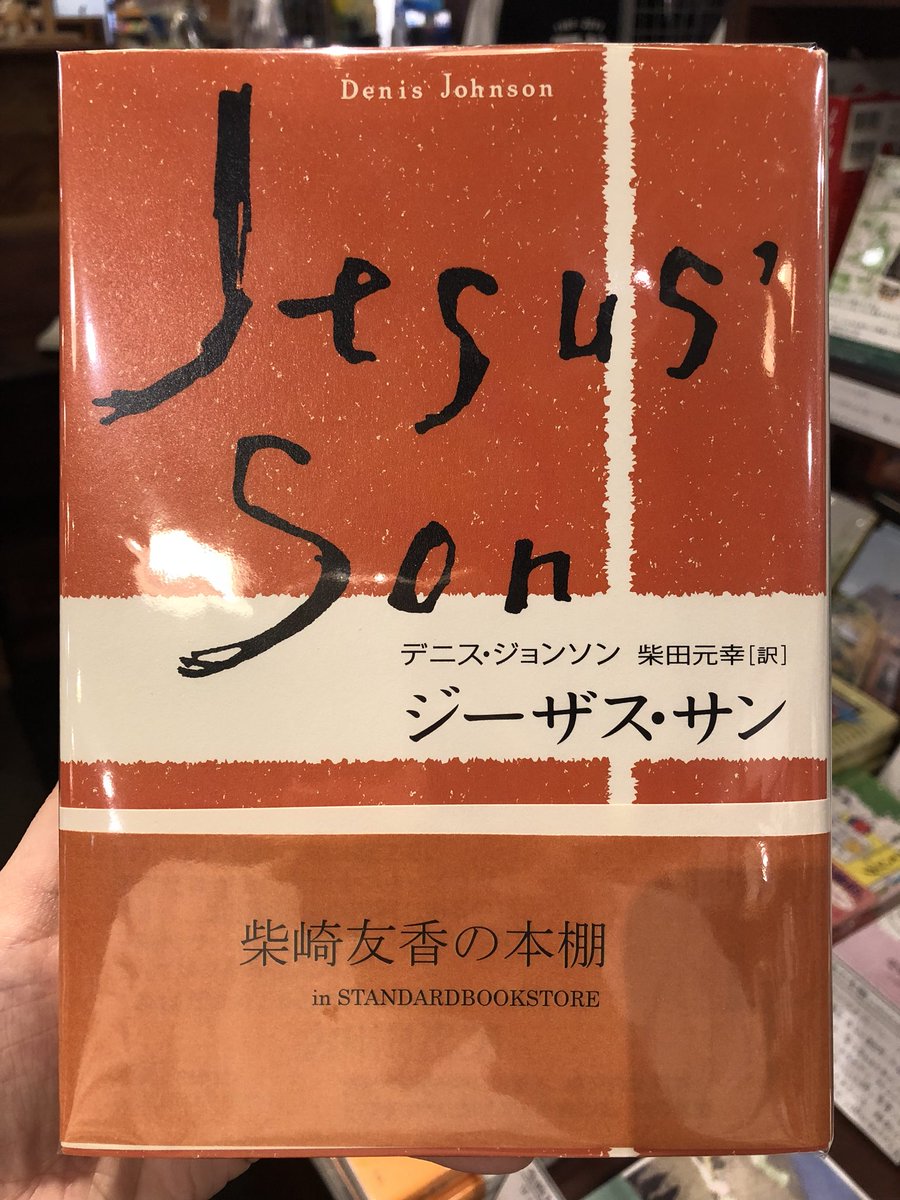 Denis Johnson
Jesus'
Son
デニス・ジョンソン 柴田元幸[訳]
ジーザス・サン
柴崎友香の本棚
in STANDARDBOOKSTORE